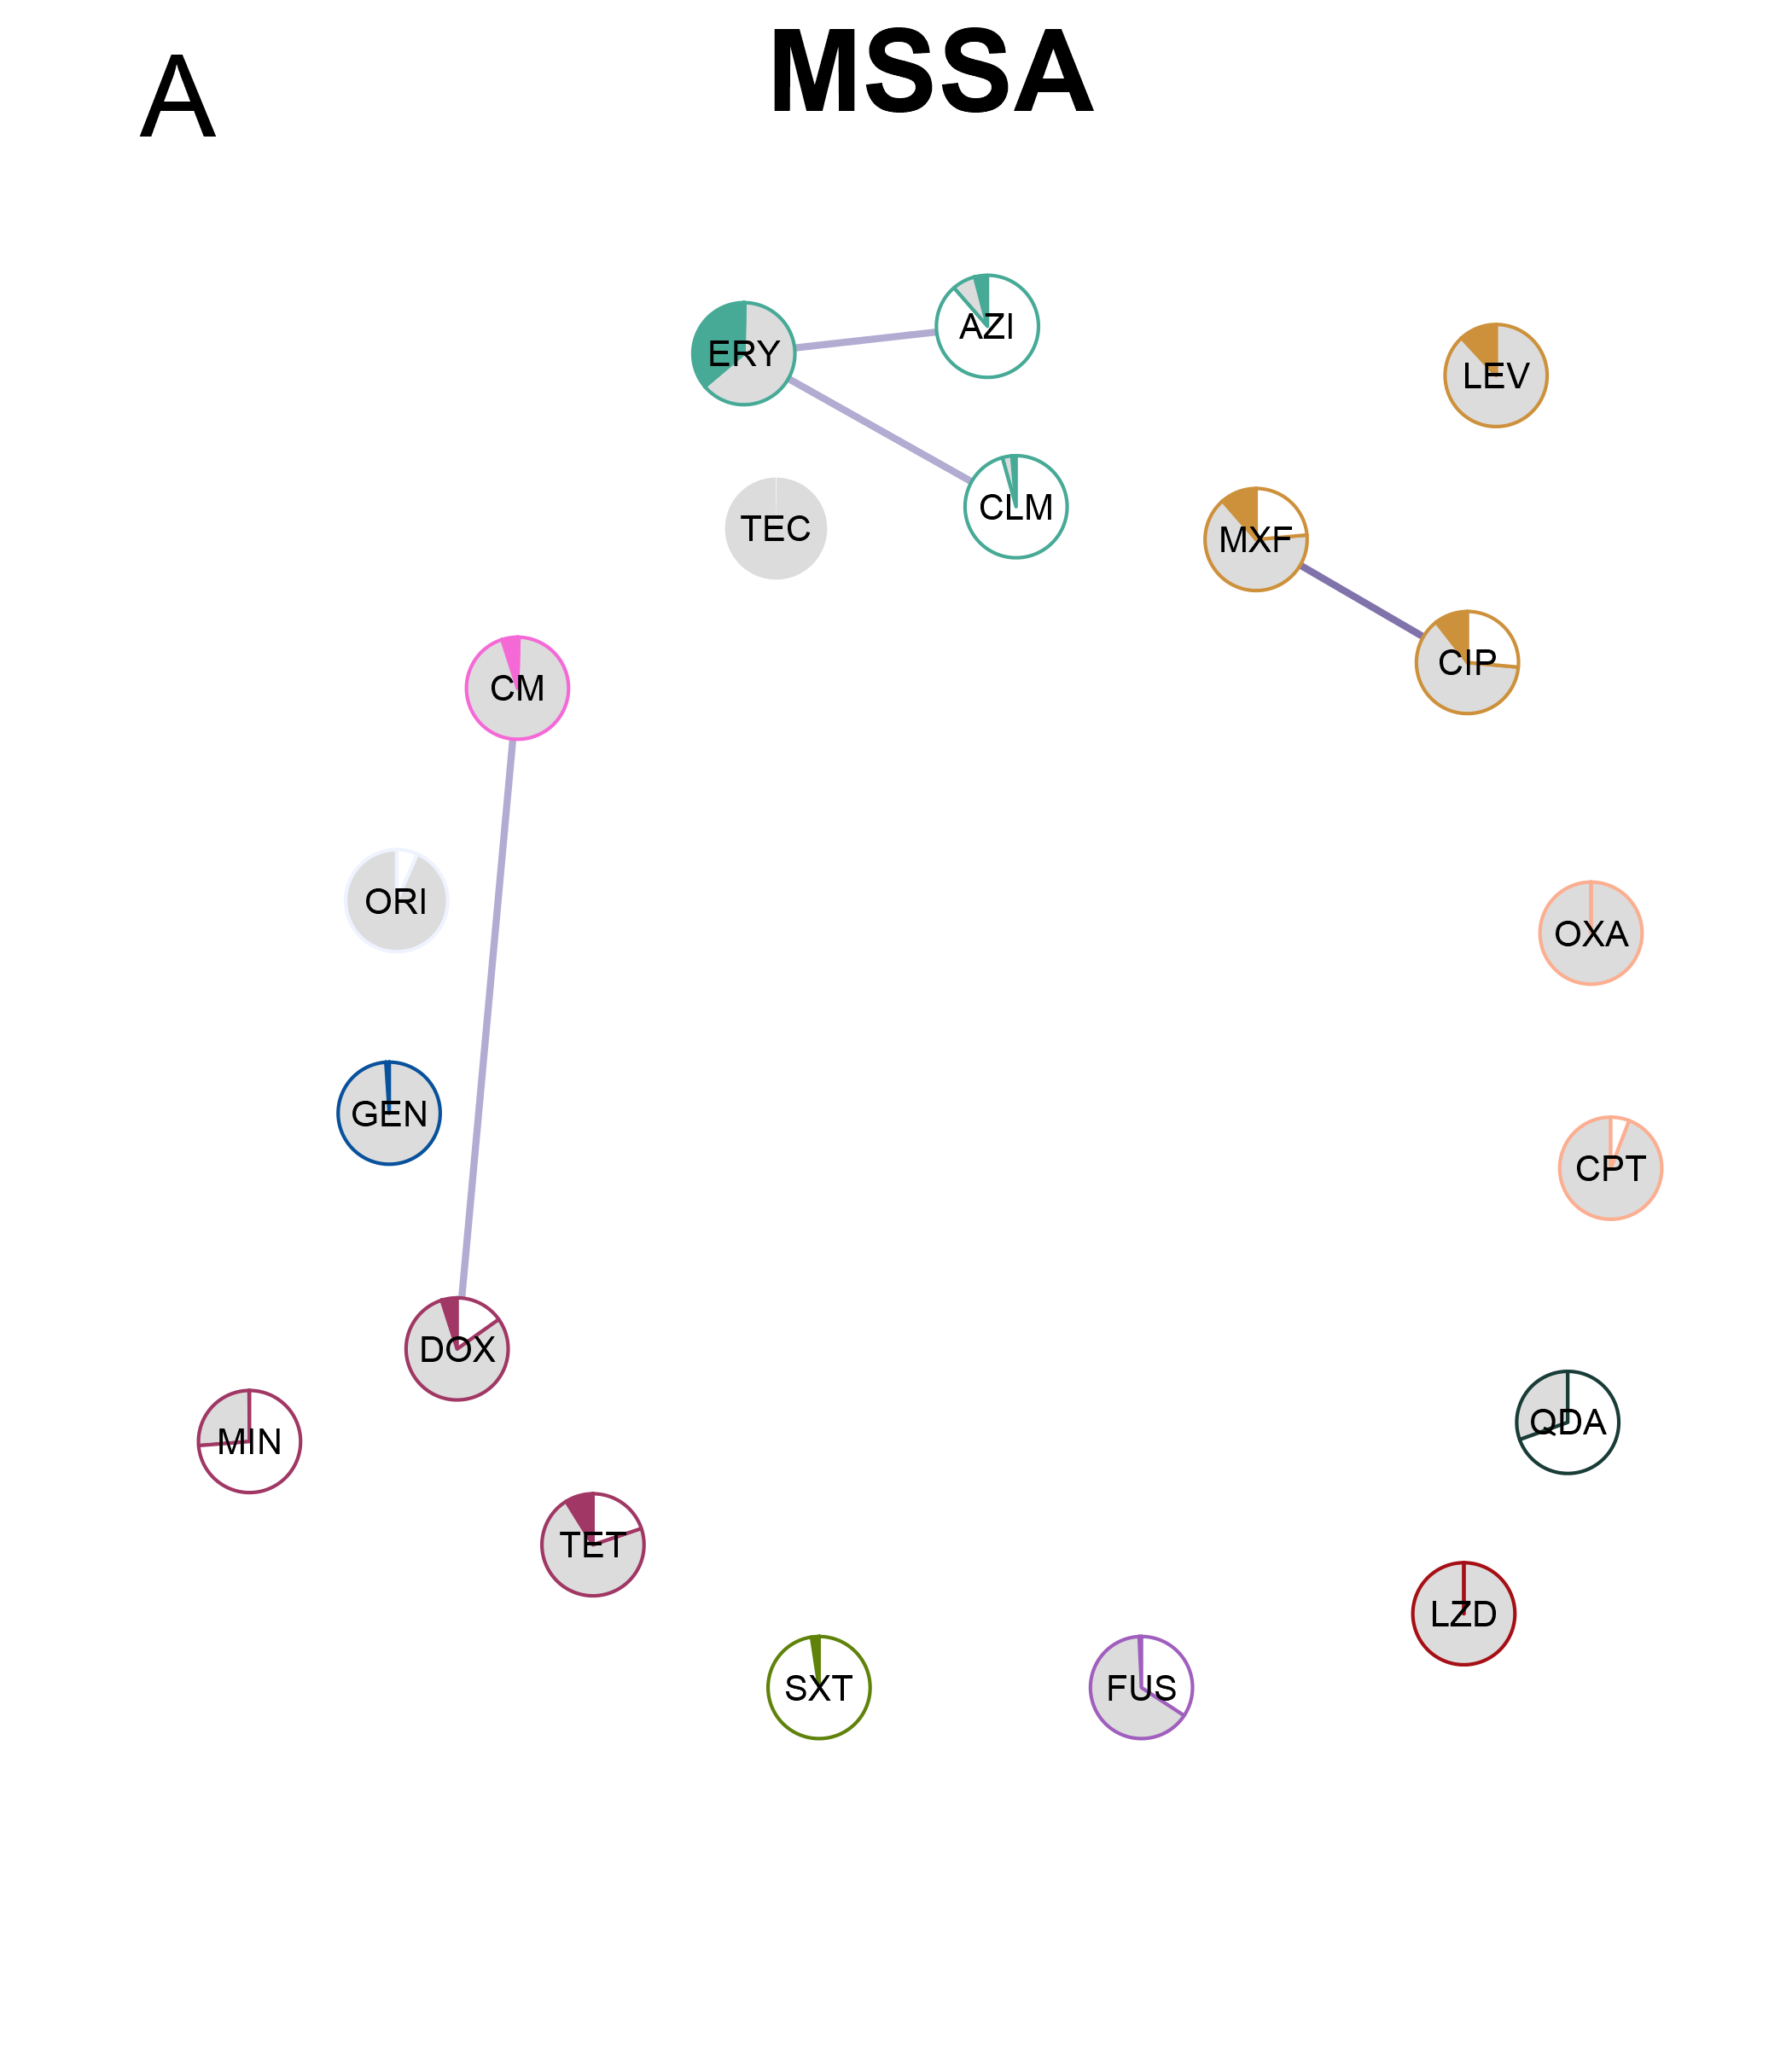 A
MSSA
AZI
ERY
LEV
CLM
TEC
MXF
CIP
CM
ORI
OXA
GEN
CPT
DOX
QDA
MIN
TET
LZD
SXT
FUS